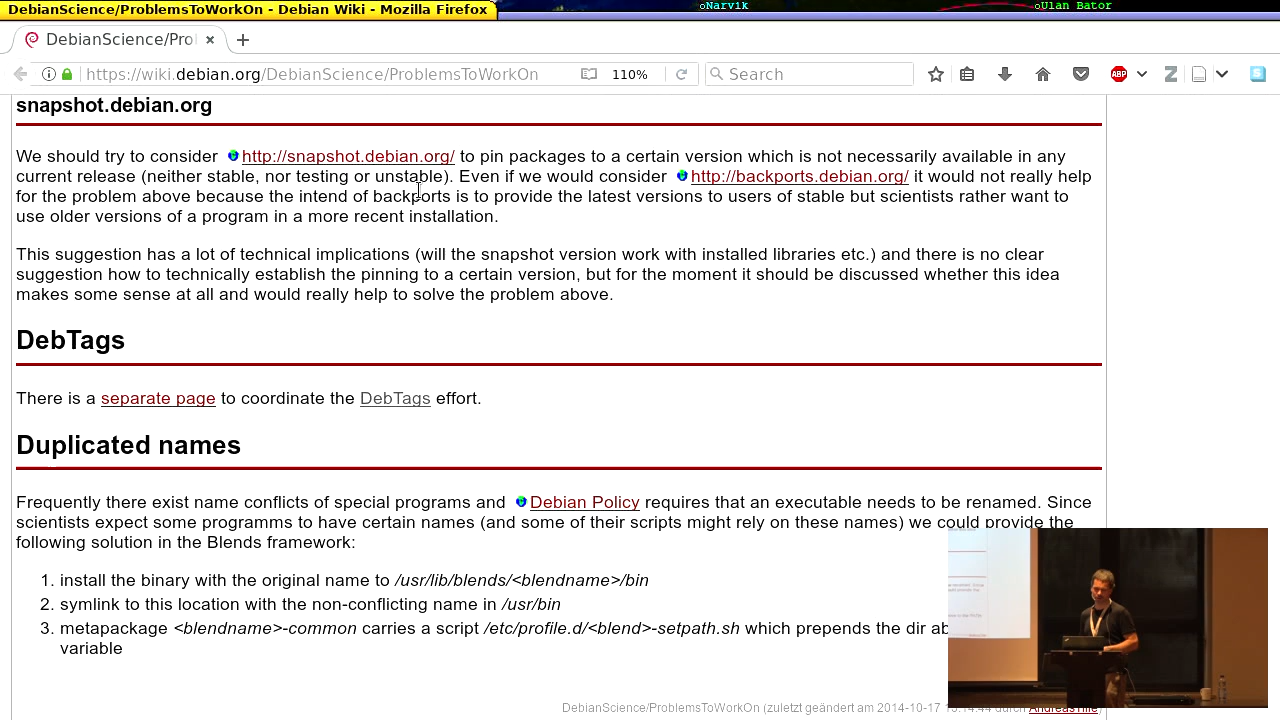 DebianScience/ProblemsToWorkOn - Debian Wiki - Mozilla Firefox
Narvik
Ulan Bator
DebianScience/Pro
https://wiki.debian.org/DebianScience/ProblemsToWorkOn
110%
Search
ABP
Z
S
snapshot.debian.org
We should try to consider http://snapshot.debian.org/ to pin packages to a certain version which is not necessarily available in any
current release (neither stable, nor testing or unstable). Even if we would consider http://backports.debian.org/ it would not really help
for the problem above because the intend of backports is to provide the latest versions to users of stable but scientists rather want to
use older versions of a program in a more recent installation.
This suggestion has a lot of technical implications (will the snapshot version work with installed libraries etc.) and there is no clear
suggestion how to technically establish the pinning to a certain version, but for the moment it should be discussed whether this idea
makes some sense at all and would really help to solve the problem above.
DebTags
There is a separate page to coordinate the DebTags effort.
Duplicated names
Frequently there exist name conflicts of special programs and Debian Policy requires that an executable needs to be renamed. Since
scientists expect some programms to have certain names (and some of their scripts might rely on these names) we could provide the
following solution in the Blends framework:
1. install the binary with the original name to /usr/lib/blends/<blendname>/bin
2. symlink to this location with the non-conflicting name in /usr/bin
3. metapackage <blendname>-common carries a script /etc/profile.d/<blend>-setpath.sh which prepends the dir ab
variable
DebianScience/ProblemsToWorkOn (zuletzt geändert am 2014-10-17 durch